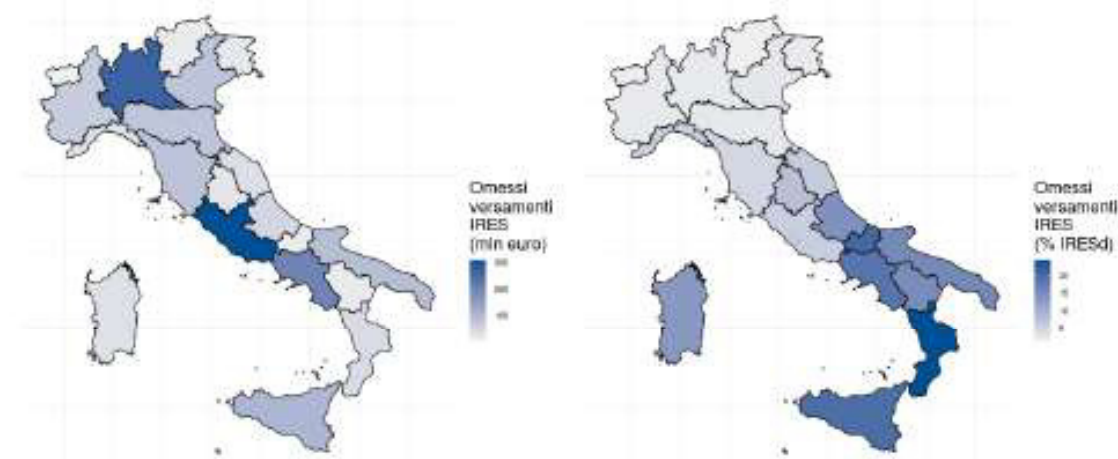 Omessi
versamenti
IRES
(mln euro)
Omessi
versamenti
IRES
(% IRESd)